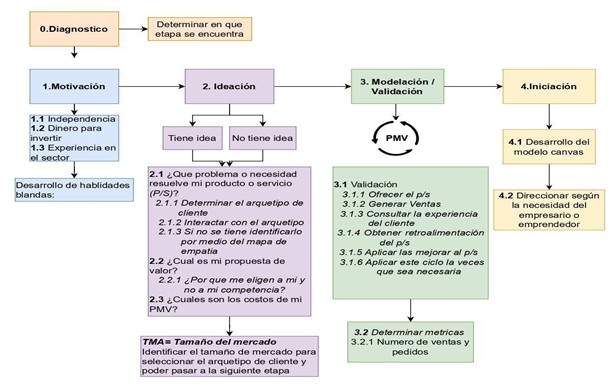 0.Diagnostico
Determinar en que
etapa se encuentra
1.Motivación
2. Ideación
3. Modelación /
Validación
4.Iniciación
1.1 Independencia
1.2 Dinero para
invertir
1.3 Experiencia en
el sector
Desarrollo de habldades
blandas:
Tiene idea
No tiene idea
2.1 ¿Que problema o necesidad
resuelve mi producto o servicio
(P/S)?
2.1.1 Determinar el arquetipo de
cliente
2.1.2 Interactar con el arquetipo
2.1.3 Si no se tiene identificarlo
por medio del mapa de
empatia
2.2 ¿Cual es mi propuesta de
valor?
2.2.1 ¿Por que me eligen a mi y
no a mi competencia?
2.3 ¿Cuales son los costos de mi
PMV?
TMA= Tamaño del mercado
Identificar el tamaño de mercado para
seleccionar el arquetipo de cliente y
poder pasar a la siguiente etapa
PMV
3.1 Validación
3.1.1 Ofrecer el p/s
3.1.2 Generar Ventas
3.1.3 Consultar la experiencia
del cliente
3.1.4 Obtener retroalimentación
del p/s
3.1.5 Aplicar las mejorar al p/s
3.1.6 Aplicar este ciclo la veces
que sea necesaria
3.2 Determinar metricas
3.2.1 Numero de ventas y
pedidos
4.1 Desarrollo del
modelo canvas
4.2 Direccionar según
la necesidad del
empresario o
emprendedor